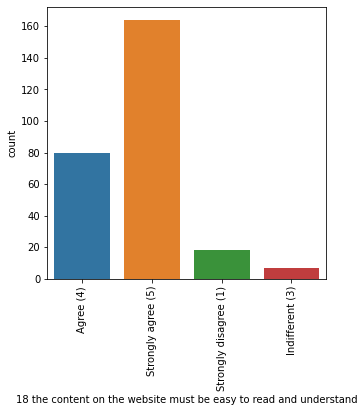 160
140
120
100
80
60
40
20
0
count
Agree (4)
Strongly agree (5)
Strongly disagree (1)
Indifferent (3)
18 the content on the website must be easy to read and understand